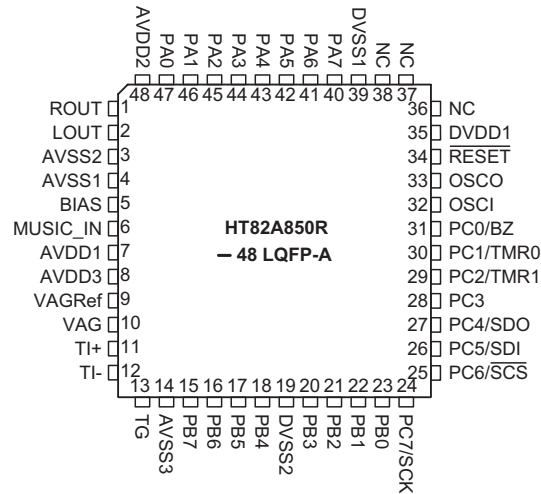 AVDD2
PA0
PA1
PA2
PA3
PA4
PA5
PA6
PA7
DVSS1
NC
NC
48 47 46 45 44 43 42 41 40 39 38 37
ROUT 1
LOUT 2
AVSS2 3
AVSS1 4
BIAS 5
MUSIC_IN 6
AVDD1 7
AVDD3 8
VAGRef 9
VAG 10
TI+ 11
TI- 12
HT82A850R
– 48 LQFP-A
36 NC
35 DVDD1
34 RESET
33 OSCO
32 OSCI
31 PC0/BZ
30 PC1/TMR0
29 PC2/TMR1
28 PC3
27 PC4/SDO
26 PC5/SDI
25 PC6/SCS
13 14 15 16 17 18 19 20 21 22 23 24
TG
AVSS3
PB7
PB6
PB5
PB4
DVSS2
PB3
PB2
PB1
PB0
PC7/SCK